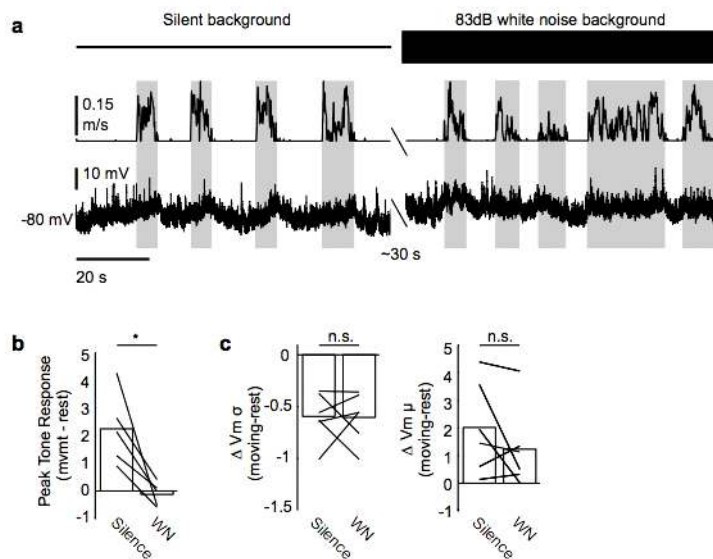 a
Silent background
83dB white noise background
0.15
m/s
10 mV
-80 mV
~30 s
20 s
b
*
5
4
3
2
1
0
-1
Peak Tone Response
(mvmt - rest)
Silence
WN
c
n.s.
0
-0.5
-1
-1.5
Δ Vm σ
(moving-rest)
Silence
WN
n.s.
5
4
3
2
1
0
-1
Δ Vm μ
(moving-rest)
Silence
WN